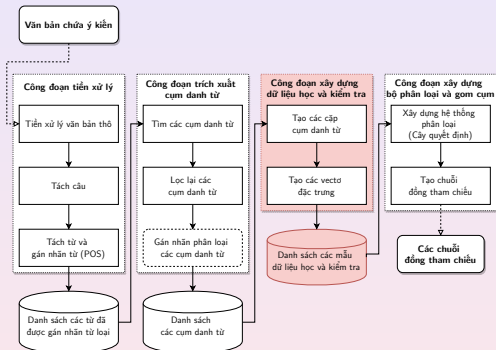 Văn bản chứa ý kiến
Công đoạn tiền xử lý
Tiền xử lý văn bản thô
Tách câu
Tách từ và
gán nhãn từ (POS)
Danh sách các từ đã
được gán nhãn từ loại
Công đoạn trích xuất
cụm danh từ
Tìm các cụm danh từ
Lọc lại các
cụm danh từ
Gán nhãn phân loại
các cụm danh từ
Danh sách
các cụm danh từ
Công đoạn xây dựng
dữ liệu học và kiểm tra
Tạo các cặp
cụm danh từ
Tạo các vectơ
đặc trưng
Danh sách các mẫu
dữ liệu học và kiểm tra
Công đoạn xây dựng
bộ phân loại và gom cụm
Xây dựng hệ thống
phân loại
(Cây quyết định)
Tạo chuỗi
đồng tham chiếu
Các chuỗi
đồng tham chiếu